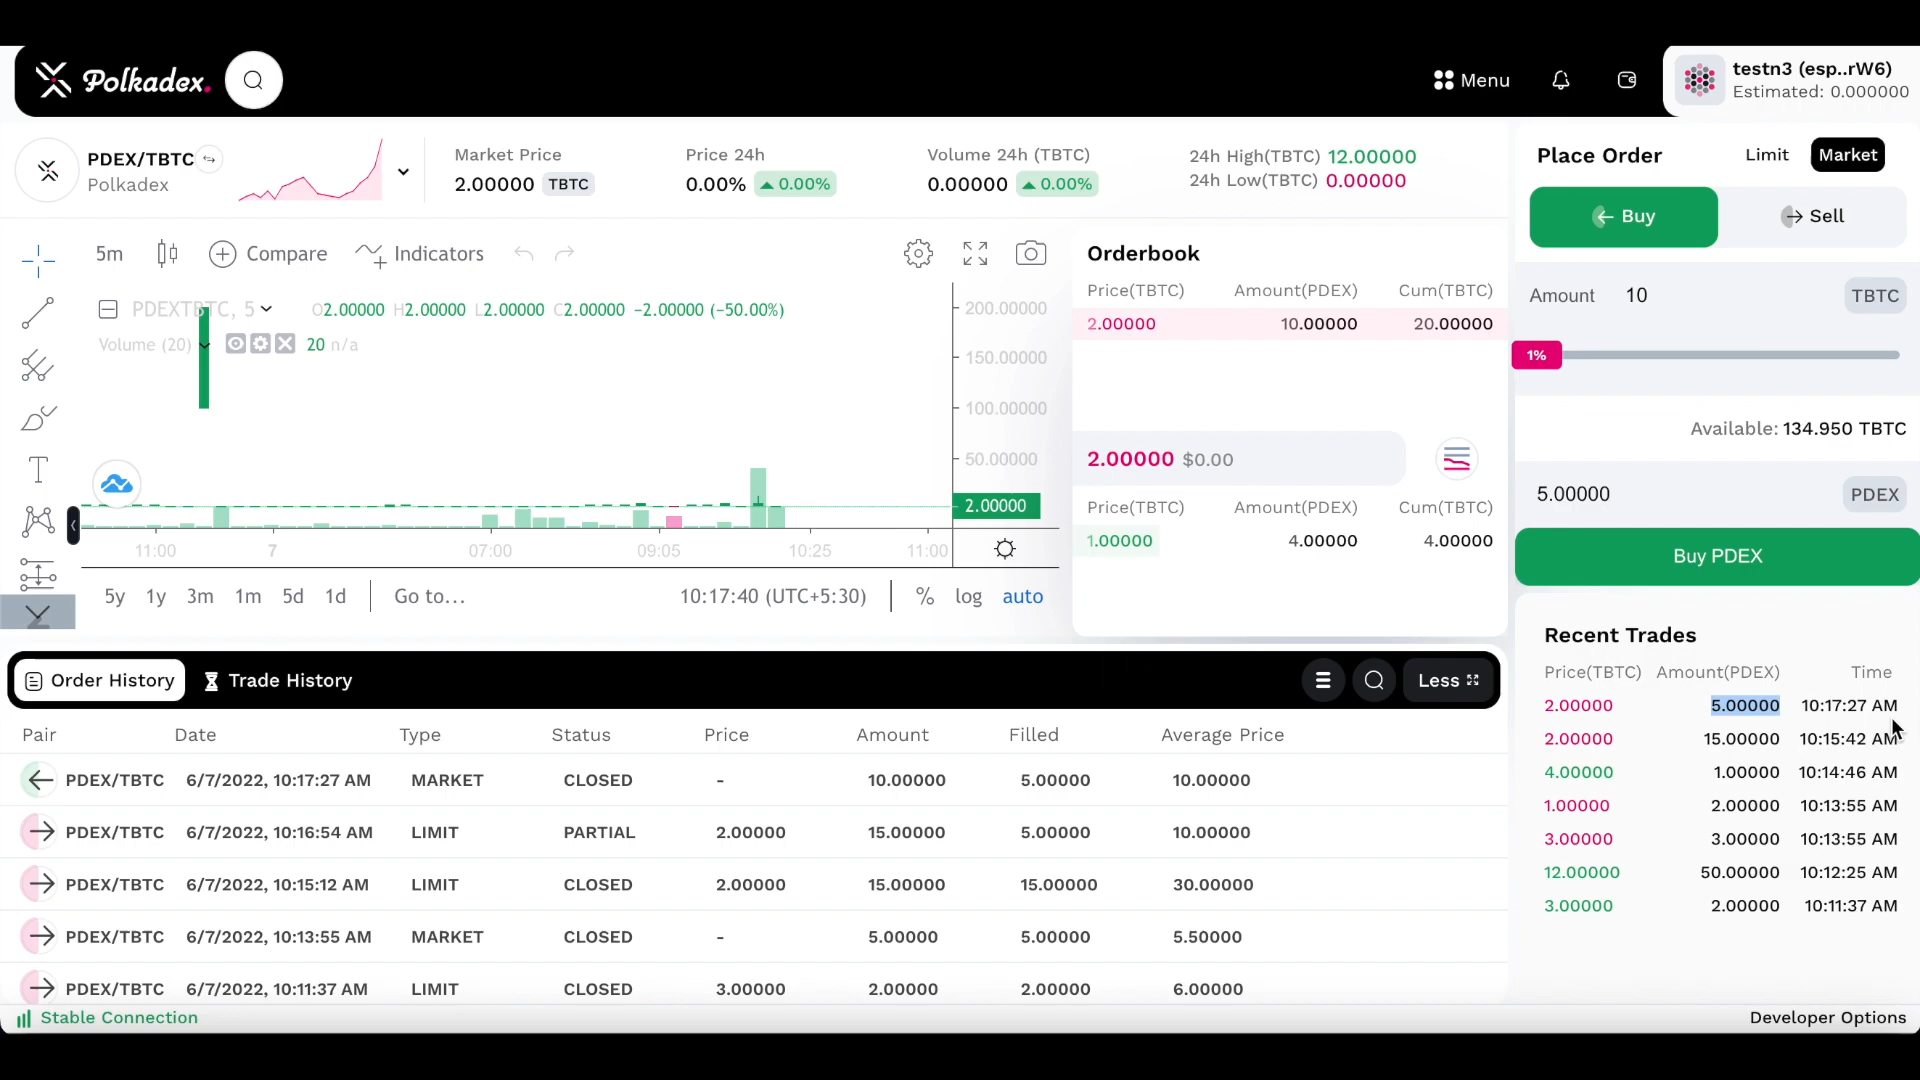 Polkadex.
Menu
testn3 (esp..rW6)
Estimated: 0.000000
PDEX/TBTC
Polkadex
Market Price
2.00000 TBTC
Price 24h
0.00% 0.00%
Volume 24h (TBTC)
0.00000 0.00%
24h High(TBTC) 12.00000
24h Low(TBTC) 0.00000
5m Compare Indicators
PDEXTBTC, 5 O2.00000 H2.00000 L2.00000 C2.00000 −2.00000 (−50.00%)
Volume (20) 20 n/a
200.00000
150.00000
100.00000
50.00000
2.00000
11:00 7 07:00 09:05 10:25 11:00
5y 1y 3m 1m 5d 1d Go to... 10:17:40 (UTC+5:30) % log auto
Orderbook
Price(TBTC) Amount(PDEX) Cum(TBTC)
2.00000 10.00000 20.00000
2.00000 $0.00
Price(TBTC) Amount(PDEX) Cum(TBTC)
1.00000 4.00000 4.00000
Place Order Limit Market
Buy Sell
Amount 10 TBTC
1%
Available: 134.950 TBTC
5.00000 PDEX
Buy PDEX
Recent Trades
Price(TBTC) Amount(PDEX) Time
2.00000 5.00000 10:17:27 AM
2.00000 15.00000 10:15:42 AM
4.00000 1.00000 10:14:46 AM
1.00000 2.00000 10:13:55 AM
3.00000 3.00000 10:13:55 AM
12.00000 50.00000 10:12:25 AM
3.00000 2.00000 10:11:37 AM
Order History Trade History Less
Pair Date Type Status Price Amount Filled Average Price
PDEX/TBTC 6/7/2022, 10:17:27 AM MARKET CLOSED - 10.00000 5.00000 10.00000
PDEX/TBTC 6/7/2022, 10:16:54 AM LIMIT PARTIAL 2.00000 15.00000 5.00000 10.00000
PDEX/TBTC 6/7/2022, 10:15:12 AM LIMIT CLOSED 2.00000 15.00000 15.00000 30.00000
PDEX/TBTC 6/7/2022, 10:13:55 AM MARKET CLOSED - 5.00000 5.00000 5.50000
PDEX/TBTC 6/7/2022, 10:11:37 AM LIMIT CLOSED 3.00000 2.00000 2.00000 6.00000
Stable Connection
Developer Options